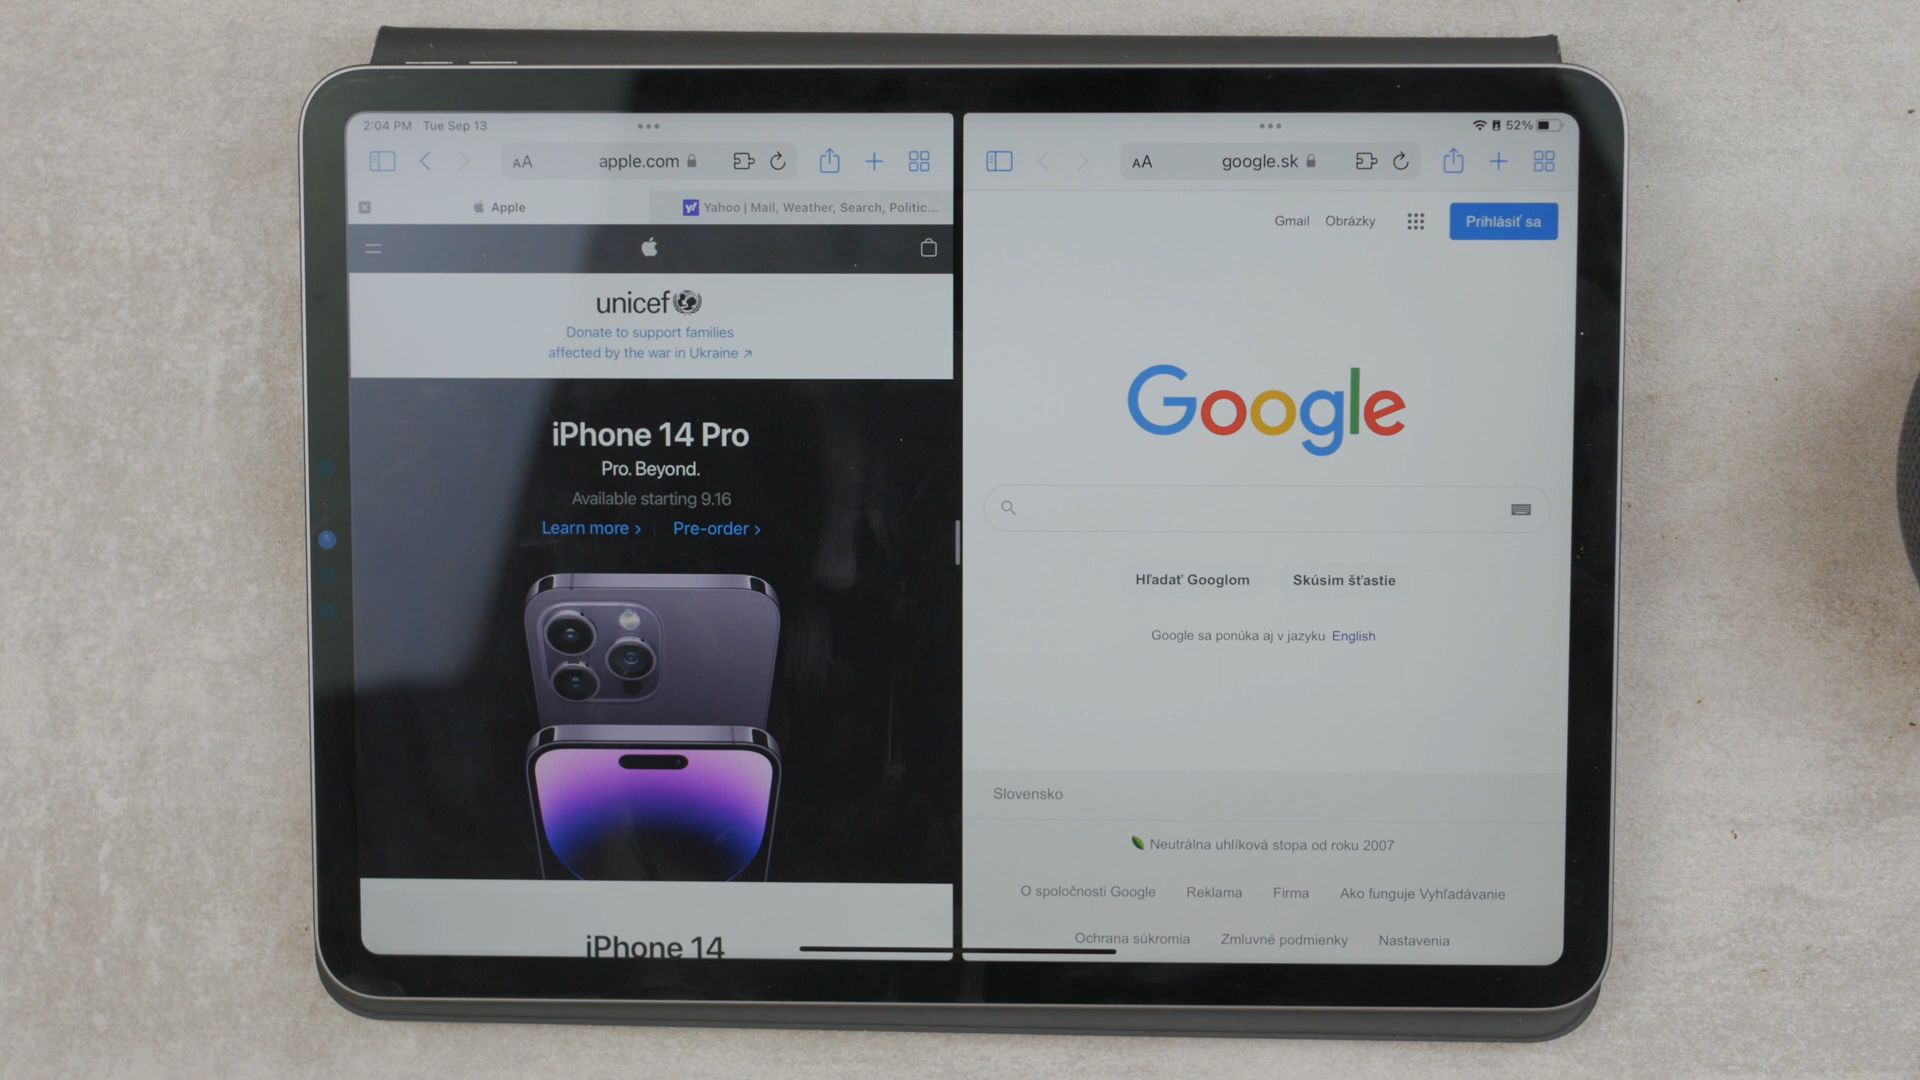 2:04 PM Tue Sep 13
AA apple.com
Apple
Yahoo | Mail, Weather, Search, Politic...
unicef
Donate to support families
affected by the war in Ukraine ↗
iPhone 14 Pro
Pro. Beyond.
Available starting 9.16
Learn more › Pre-order ›
iPhone 14
52%
AA google.sk
Gmail Obrázky Prihlásiť sa
Google
Hľadať Googlom Skúsim šťastie
Google sa ponúka aj v jazyku English
Slovensko
Neutrálna uhlíková stopa od roku 2007
O spoločnosti Google Reklama Firma Ako funguje Vyhľadávanie
Ochrana súkromia Zmluvné podmienky Nastavenia